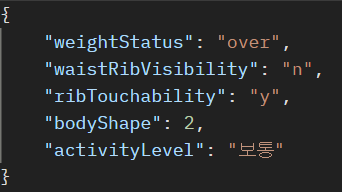 {
"weightStatus": "over",
"waistRibVisibility": "n",
"ribTouchability": "y",
"bodyShape": 2,
"activityLevel": "보통"
}